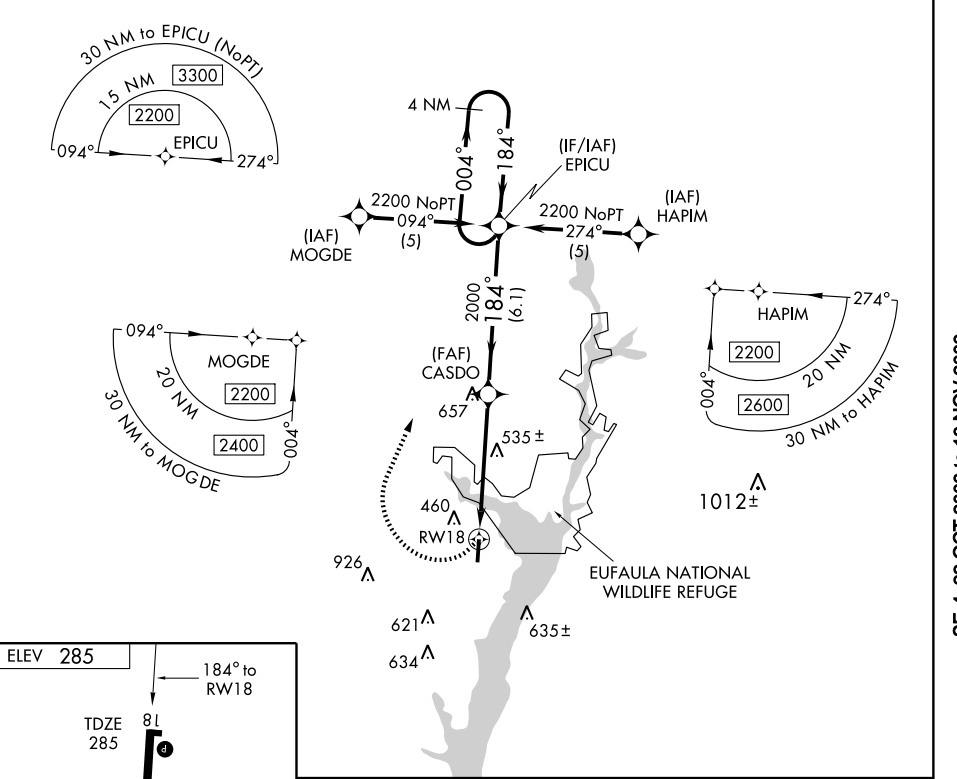 30 NM to EPICU (NoPT)
3300
15 NM
2200
EPICU
094°
274°
4 NM
004°
184°
(IF/IAF)
EPICU
2200 NoPT
094°
(5)
(IAF)
MOGDE
2200 NoPT
274°
(5)
(IAF)
HAPIM
2000
184°
(6.1)
094°
MOGDE
2200
20 NM
2400
30 NM to MOGDE
004°
274°
HAPIM
2200
20 NM
2600
30 NM to HAPIM
004°
(FAF)
CASDO
657
535±
460
RW18
926
1012±
EUFAULA NATIONAL
WILDLIFE REFUGE
621
635±
634
ELEV 285
184° to
RW18
TDZE
285
18
P